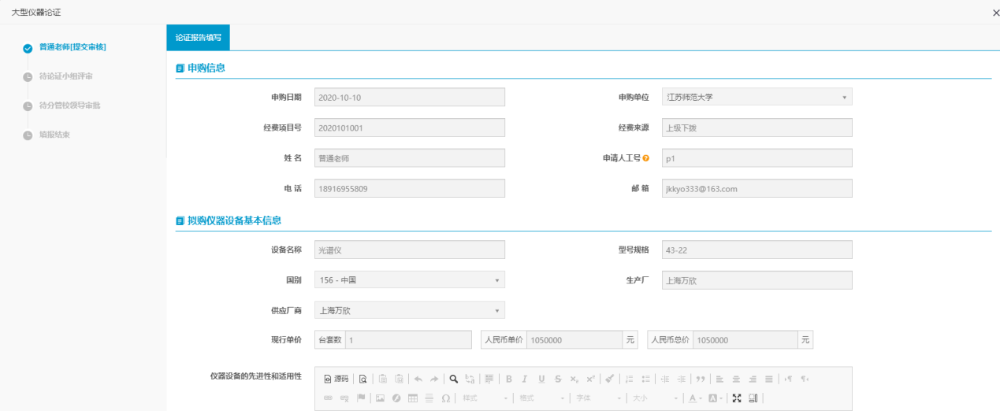 大型仪器论证
普通老师[提交审核]
待论证小组评审
待分管校领导审批
填报结束
论证报告填写
申购信息
申购日期 2020-10-10 申购单位 江苏师范大学
经费项目号 2020101001 经费来源 上级下拨
姓 名 普通老师 申请人工号 p1
电 话 18916955809 邮 箱 jkkyo333@163.com
拟购仪器设备基本信息
设备名称 光谱仪 型号规格 43-22
国别 156 - 中国 生产厂 上海万欣
供应厂商 上海万欣
现行单价 台套数 1 人民币单价 1050000 元 人民币总价 1050000 元
仪器设备的先进性和适用性 源码 B I U S x₂ x²
样式 格式 字体 大小 A A